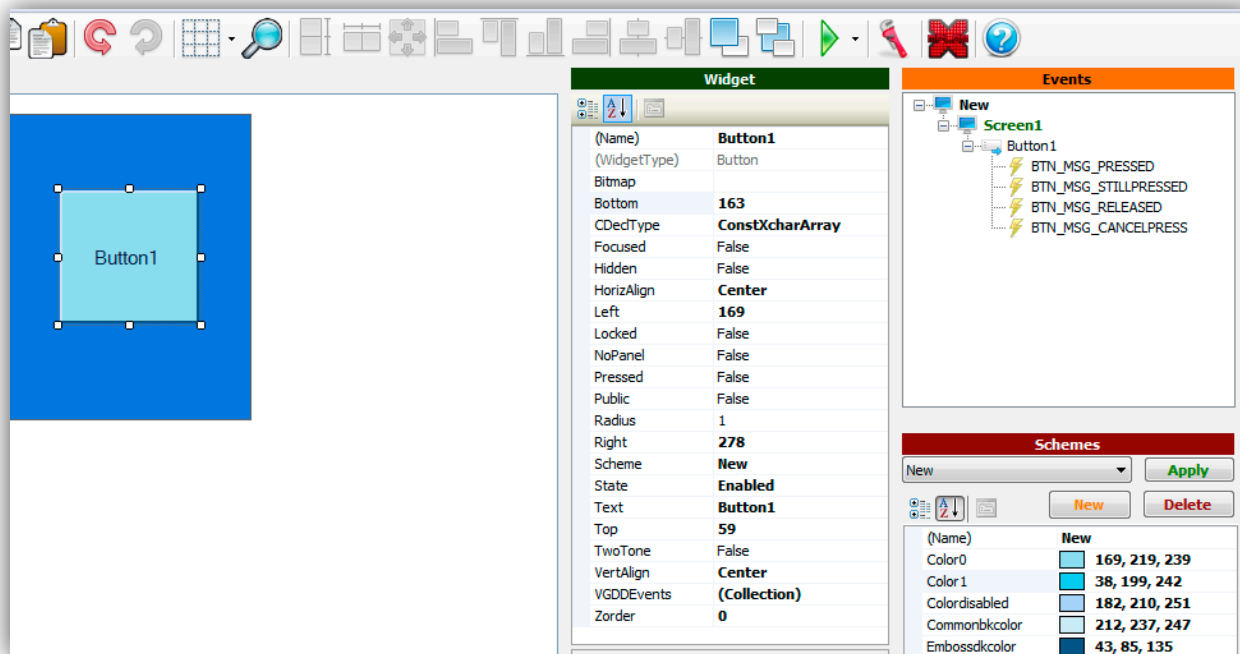 Widget
Events
(Name) Button1
(WidgetType) Button
Bitmap
Bottom 163
CDeclType ConstXcharArray
Focused False
Hidden False
HorizAlign Center
Left 169
Locked False
NoPanel False
Pressed False
Public False
Radius 1
Right 278
Scheme New
State Enabled
Text Button1
Top 59
TwoTone False
VertAlign Center
VGDDEvents (Collection)
Zorder 0
New
Screen1
Button1
BTN_MSG_PRESSED
BTN_MSG_STILLPRESSED
BTN_MSG_RELEASED
BTN_MSG_CANCELPRESS
Button1
Schemes
New Apply
New Delete
(Name) New
Color0 169, 219, 239
Color1 38, 199, 242
Colordisabled 182, 210, 251
Commonbkcolor 212, 237, 247
Embossdkcolor 43, 85, 135